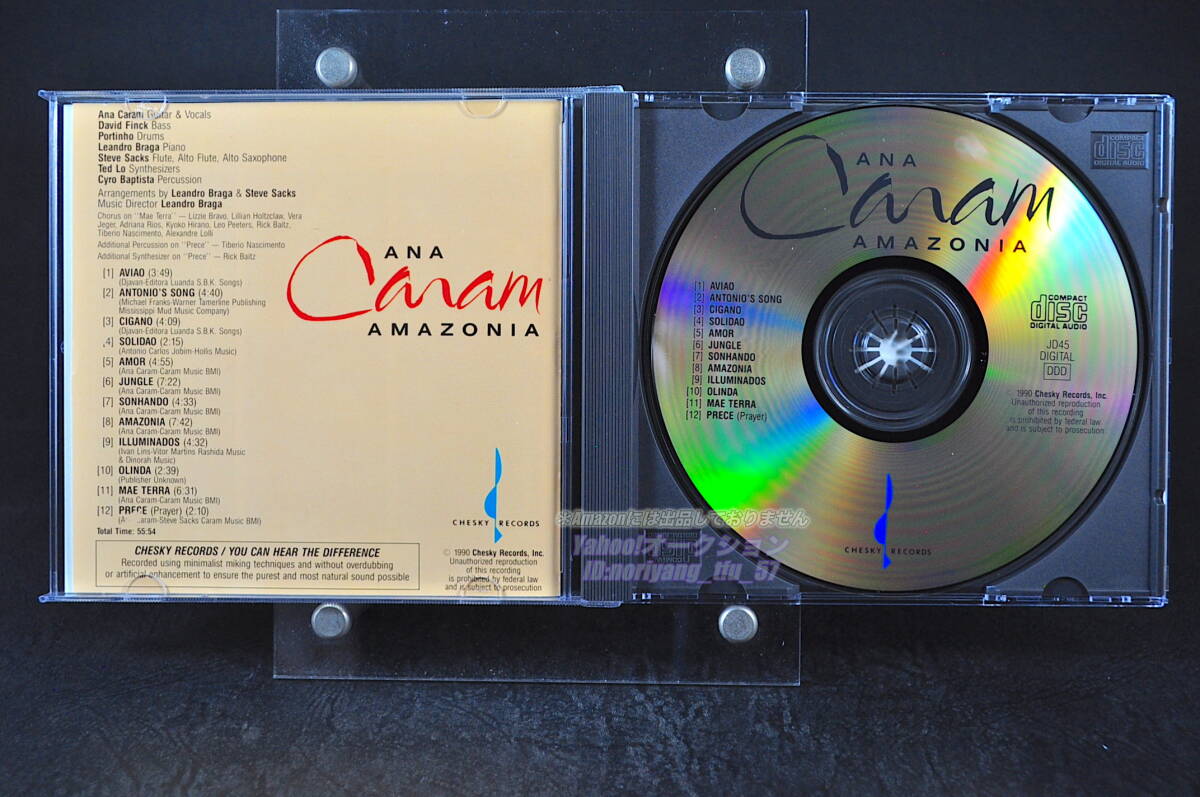 Ana Caram Guitar & Vocals
David Finck Bass
Portinho Drums
Leandro Braga Piano
Steve Sacks Flute, Alto Flute, Alto Saxophone
Ted Lo Synthesizers
Cyro Baptista Percussion
Arrangements by Leandro Braga & Steve Sacks
Music Director Leandro Braga
Chorus on "Mae Terra" — Lizzie Bravo, Lillian Holtzclaw, Vera
Jeger, Adriana Rios, Kyoko Hirano, Leo Peeters, Rick Baitz,
Tiberio Nascimento, Alexandre Lolli
Additional Percussion on "Prece" — Tiberio Nascimento
Additional Synthesizer on "Prece" — Rick Baitz
[1] AVIAO (3:49)
(Djavan-Editora Luanda S.B.K. Songs)
[2] ANTONIO'S SONG (4:40)
(Michael Franks-Warner Tamerline Publishing
Mississippi Mud Music Company)
[3] CIGANO (4:09)
(Djavan-Editora Luanda S.B.K. Songs)
[4] SOLIDAO (2:15)
(Antonio Carlos Jobim-Hollis Music)
[5] AMOR (4:55)
(Ana Caram-Caram Music BMI)
[6] JUNGLE (7:22)
(Ana Caram-Caram Music BMI)
[7] SONHANDO (4:33)
(Ana Caram-Caram Music BMI)
[8] AMAZONIA (7:42)
(Ana Caram-Caram Music BMI)
[9] ILLUMINADOS (4:32)
(Ivan Lins-Vitor Martins Rashida Music
& Dinorah Music)
[10] OLINDA (2:39)
(Publisher Unknown)
[11] MAE TERRA (6:31)
(Ana Caram-Caram Music BMI)
[12] PRECE (Prayer) (2:10)
Caram-Steve Sacks Caram Music BMI)
Total Time: 55:54
CHESKY RECORDS / YOU CAN HEAR THE DIFFERENCE
Recorded using minimalist miking techniques and without overdubbing
or artificial enhancement to ensure the purest and most natural sound possible
ANA
Caram
AMAZONIA
CHESKY RECORDS
© 1990 Chesky Records, Inc.
Unauthorized reproduction
of this recording
is prohibited by federal law
and is subject to prosecution
ANA
Caram
AMAZONIA
[1] AVIAO
[2] ANTONIO'S SONG
[3] CIGANO
[4] SOLIDAO
[5] AMOR
[6] JUNGLE
[7] SONHANDO
[8] AMAZONIA
[9] ILLUMINADOS
[10] OLINDA
[11] MAE TERRA
[12] PRECE (Prayer)
COMPACT
disc
DIGITAL AUDIO
JD45
DIGITAL
DDD
© 1990 Chesky Records, Inc.
Unauthorized reproduction
of this recording
is prohibited by federal law
and is subject to prosecution
CHESKY RECORDS
COMPACT
disc
DIGITAL AUDIO
※Amazonには出品しておりません
Yahoo!オークション
ID:noriyang_tfu_57